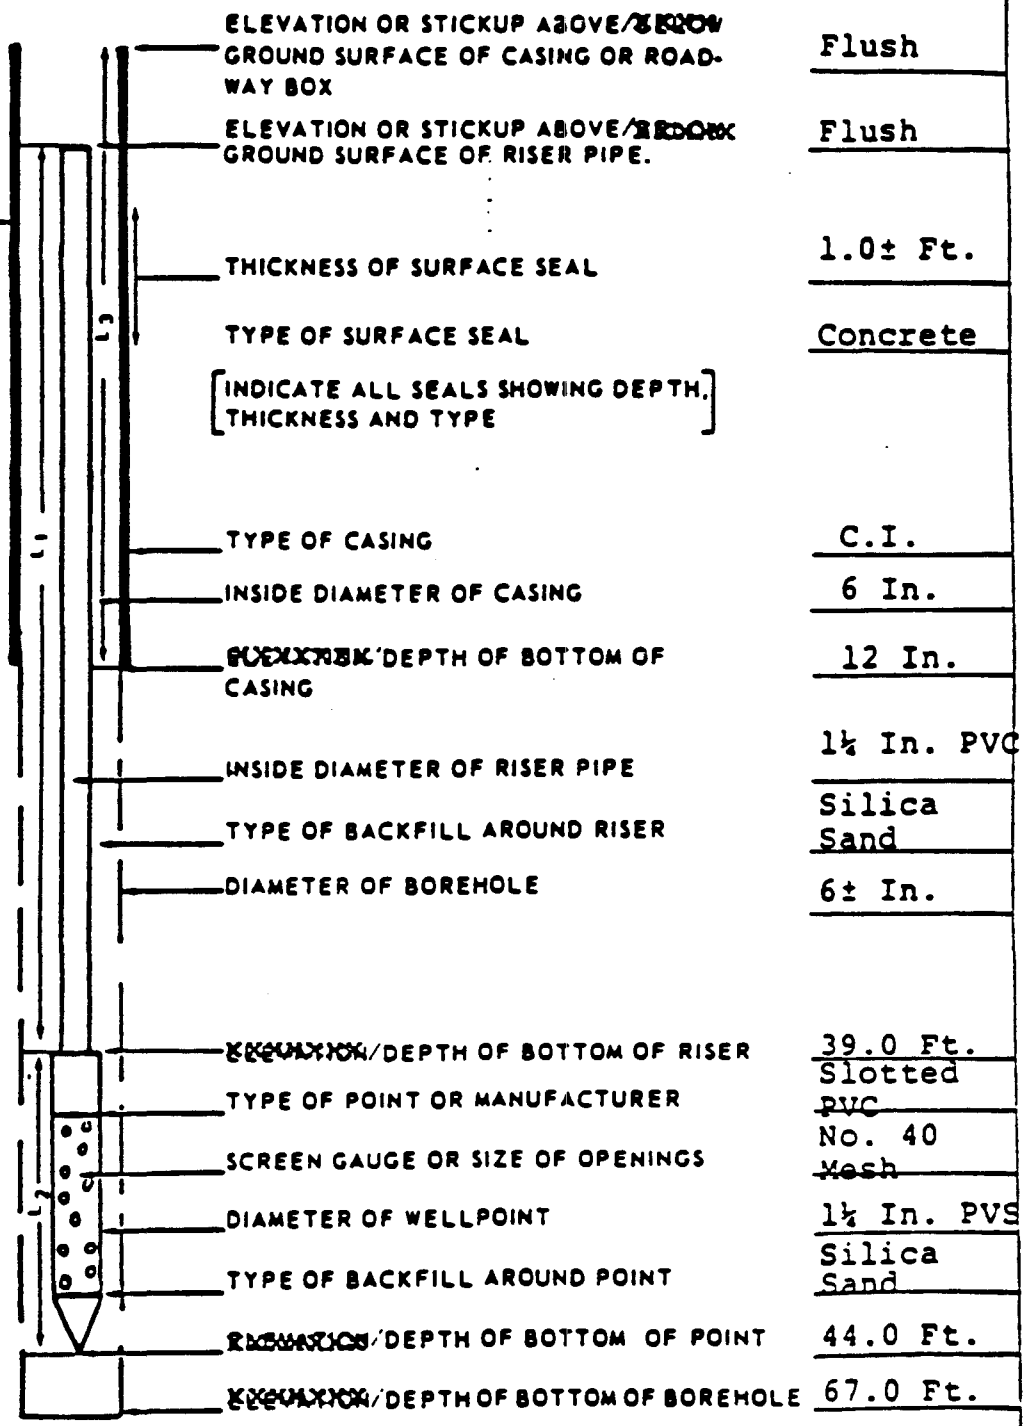 ELEVATION OR STICKUP ABOVE/BELOW
GROUND SURFACE OF CASING OR ROAD-
WAY BOX
Flush
ELEVATION OR STICKUP ABOVE/
GROUND SURFACE OF RISER PIPE.
Flush
THICKNESS OF SURFACE SEAL
1.0± Ft.
L3
TYPE OF SURFACE SEAL
Concrete
[INDICATE ALL SEALS SHOWING DEPTH,
THICKNESS AND TYPE]
L1
TYPE OF CASING
C.I.
INSIDE DIAMETER OF CASING
6 In.
/DEPTH OF BOTTOM OF
CASING
12 In.
INSIDE DIAMETER OF RISER PIPE
1¼ In. PVC
TYPE OF BACKFILL AROUND RISER
Silica
Sand
DIAMETER OF BOREHOLE
6± In.
/DEPTH OF BOTTOM OF RISER
39.0 Ft.
TYPE OF POINT OR MANUFACTURER
Slotted
PVC
SCREEN GAUGE OR SIZE OF OPENINGS
No. 40
Mesh
L2
DIAMETER OF WELLPOINT
1¼ In. PVS
TYPE OF BACKFILL AROUND POINT
Silica
Sand
/DEPTH OF BOTTOM OF POINT
44.0 Ft.
/DEPTH OF BOTTOM OF BOREHOLE
67.0 Ft.